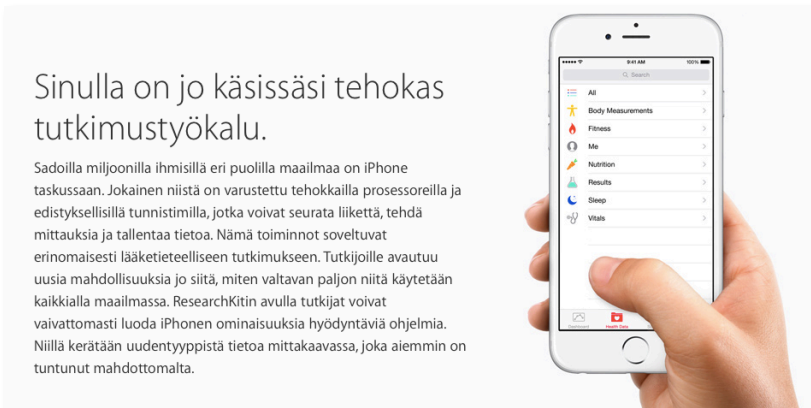 Sinulla on jo käsissäsi tehokas
tutkimustyökalu.
Sadoilla miljoonilla ihmisillä eri puolilla maailmaa on iPhone
taskussaan. Jokainen niistä on varustettu tehokkailla prosessoreilla ja
edistyksellisillä tunnistimilla, jotka voivat seurata liikettä, tehdä
mittauksia ja tallentaa tietoa. Nämä toiminnot soveltuvat
erinomaisesti lääketieteelliseen tutkimukseen. Tutkijoille avautuu
uusia mahdollisuuksia jo siitä, miten valtavan paljon niitä käytetään
kaikkialla maailmassa. ResearchKitin avulla tutkijat voivat
vaivattomasti luoda iPhonen ominaisuuksia hyödyntäviä ohjelmia.
Niillä kerätään uudentyyppistä tietoa mittakaavassa, joka aiemmin on
tuntunut mahdottomalta.
9:41 AM 100%
Search
All
Body Measurements
Fitness
Me
Nutrition
Results
Sleep
Vitals
Dashboard Health Data